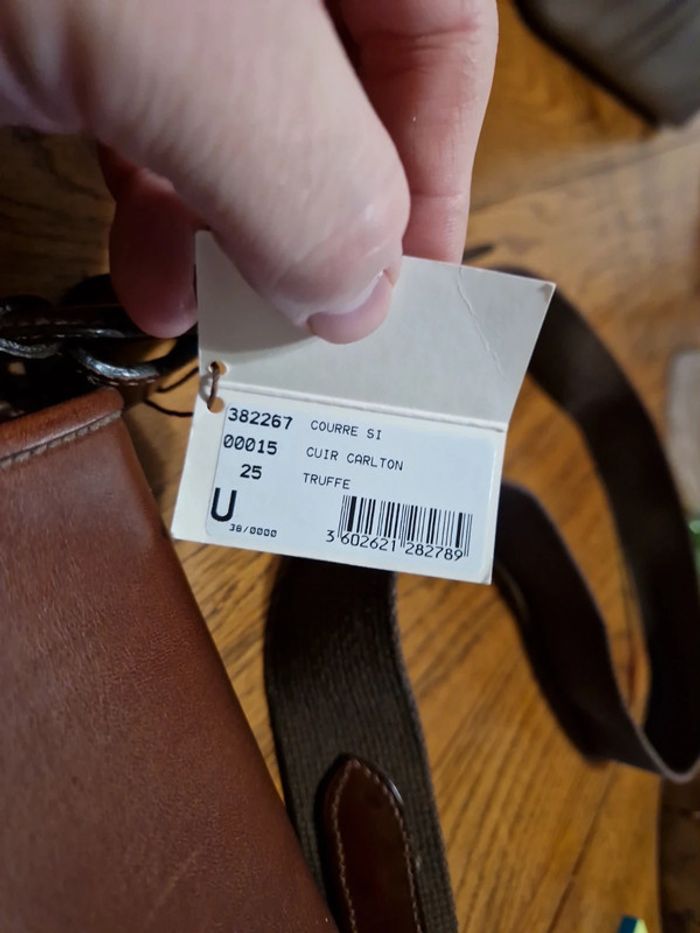 382267 COURRE SI
00015 CUIR CARLTON
25 TRUFFE
U
38/0000
3 602621 282789